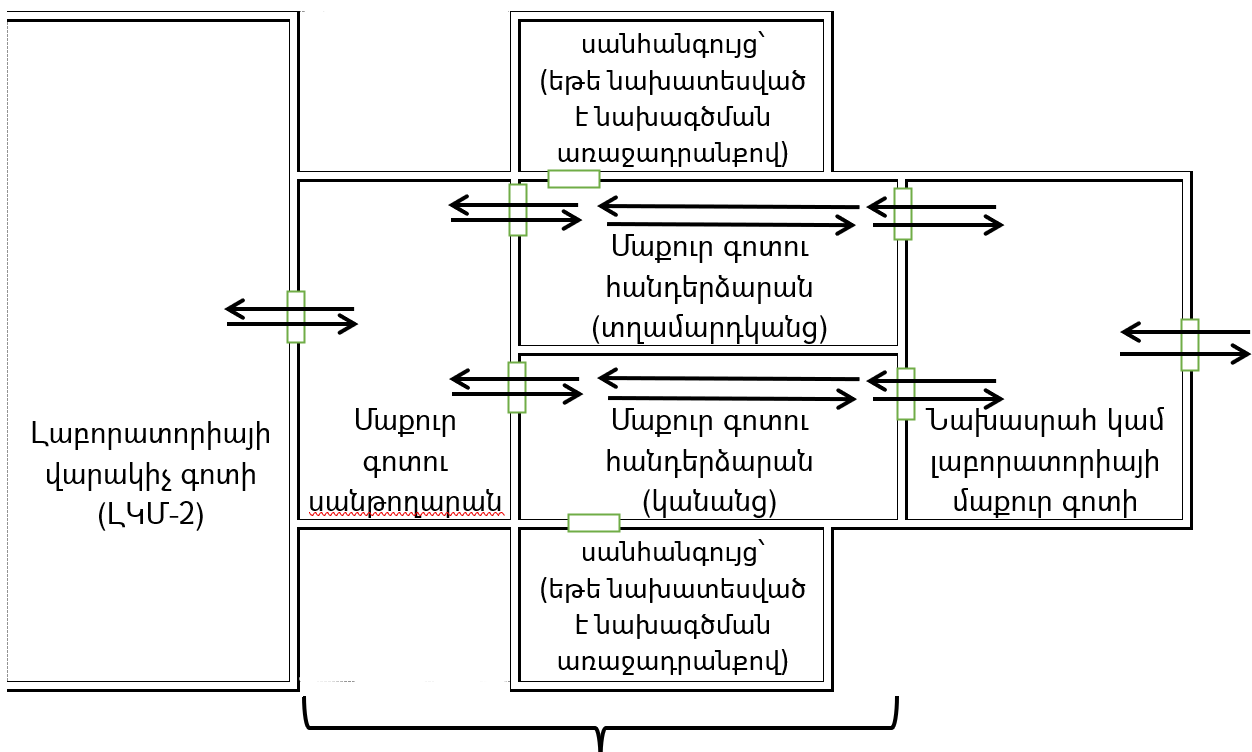 սանհանգույց՝
(եթե նախատեսված
է նախագծման
առաջադրանքով)
Լաբորատորիայի
վարակիչ գոտի
(ԼԿՄ-2)
Մաքուր
գոտու
սանթողարան
Մաքուր գոտու
հանդերձարան
(տղամարդկանց)
Մաքուր գոտու
հանդերձարան
(կանանց)
Նախասրահ կամ
լաբորատորիայի
մաքուր գոտի
սանհանգույց՝
(եթե նախատեսված
է նախագծման
առաջադրանքով)